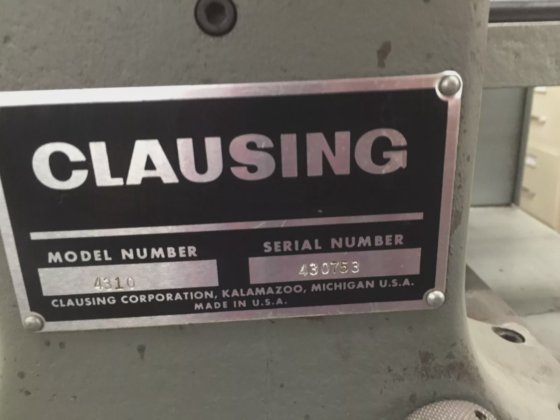 CLAUSING
MODEL NUMBER SERIAL NUMBER
4310 430753
CLAUSING CORPORATION, KALAMAZOO, MICHIGAN U.S.A.
MADE IN U.S.A.